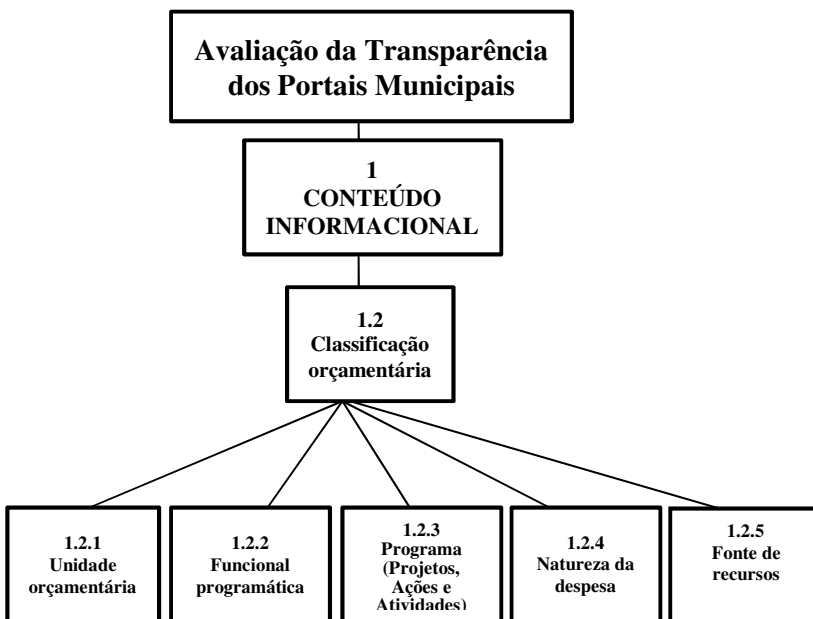 Avaliação da Transparência
dos Portais Municipais
1
CONTEÚDO
INFORMACIONAL
1.2
Classificação
orçamentária
1.2.1
Unidade
orçamentária
1.2.2
Funcional
programática
1.2.3
Programa
(Projetos,
Ações e
Atividades)
1.2.4
Natureza da
despesa
1.2.5
Fonte de
recursos